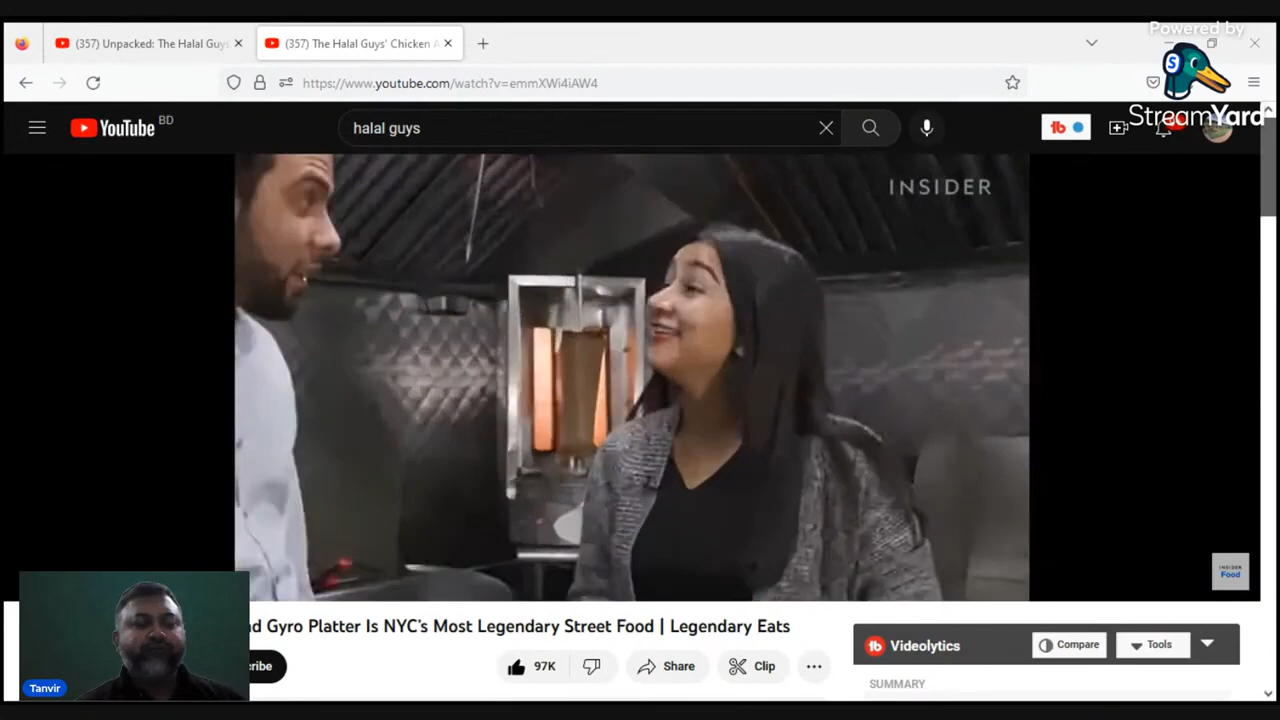 Powered by
StreamYard
(357) Unpacked: The Halal Guys
(357) The Halal Guys' Chicken A
https://www.youtube.com/watch?v=emmXWi4iAW4
YouTube BD
halal guys
INSIDER
INSIDER
Food
d Gyro Platter Is NYC's Most Legendary Street Food | Legendary Eats
ribe
97K
Share
Clip
Videolytics
Compare
Tools
SUMMARY
Tanvir